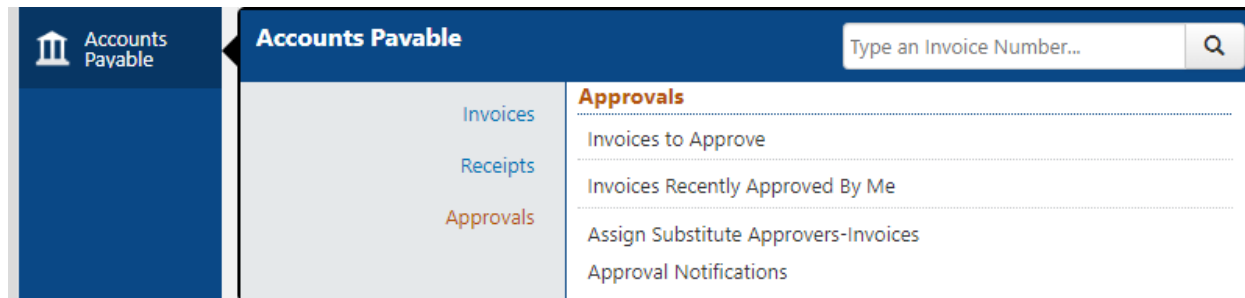 Accounts
Payable
Accounts Payable
Type an Invoice Number...
Invoices
Receipts
Approvals
Approvals
Invoices to Approve
Invoices Recently Approved By Me
Assign Substitute Approvers-Invoices
Approval Notifications